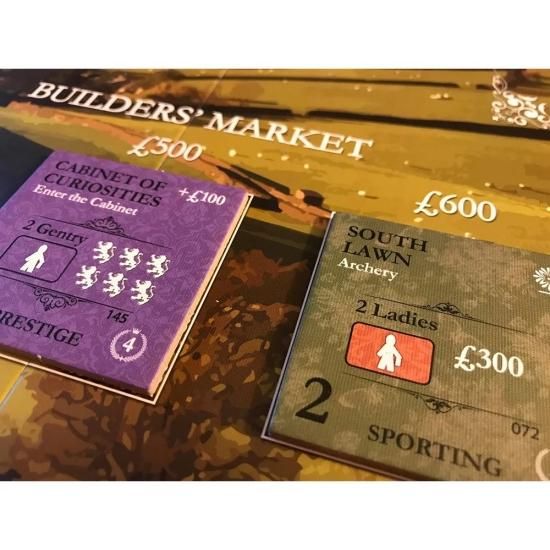 BUILDERS' MARKET
£500
£600
CABINET OF
CURIOSITIES
+£100
Enter the Cabinet
2 Gentry
145
PRESTIGE
4
SOUTH
LAWN
Archery
2 Ladies
£300
2
072
SPORTING